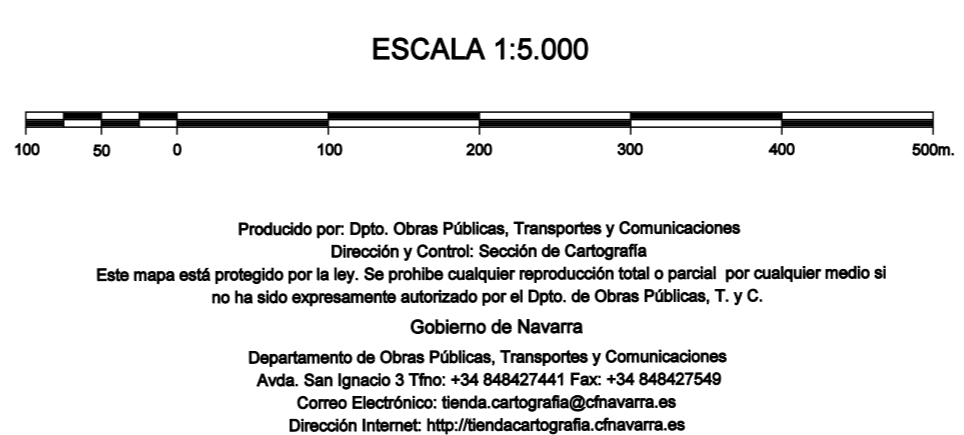 ESCALA 1:5.000
100 50 0 100 200 300 400 500m.
Producido por: Dpto. Obras Públicas, Transportes y Comunicaciones
Dirección y Control: Sección de Cartografía
Este mapa está protegido por la ley. Se prohibe cualquier reproducción total o parcial por cualquier medio si
no ha sido expresamente autorizado por el Dpto. de Obras Públicas, T. y C.
Gobierno de Navarra
Departamento de Obras Públicas, Transportes y Comunicaciones
Avda. San Ignacio 3 Tfno: +34 848427441 Fax: +34 848427549
Correo Electrónico: tienda.cartografia@cfnavarra.es
Dirección Internet: http://tiendacartografia.cfnavarra.es